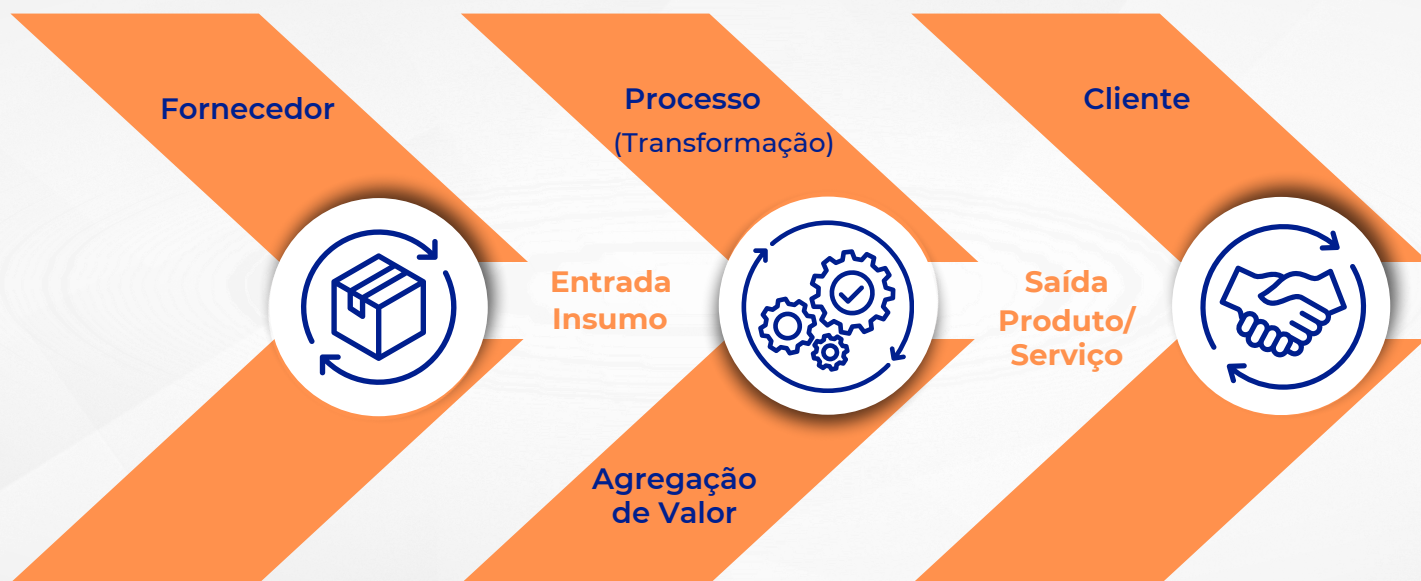 Fornecedor
Entrada
Insumo
Processo
(Transformação)
Agregação
de Valor
Saída
Produto/
Serviço
Cliente